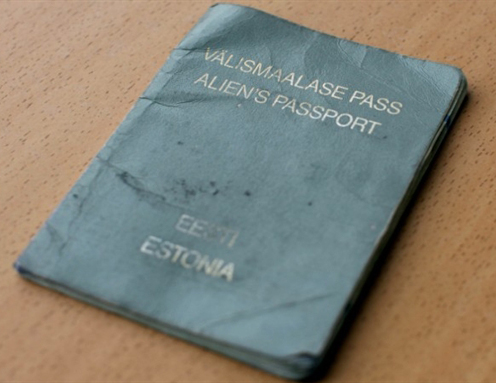 VÄLISMAALASE PASS
ALIEN'S PASSPORT
EESTI
ESTONIA